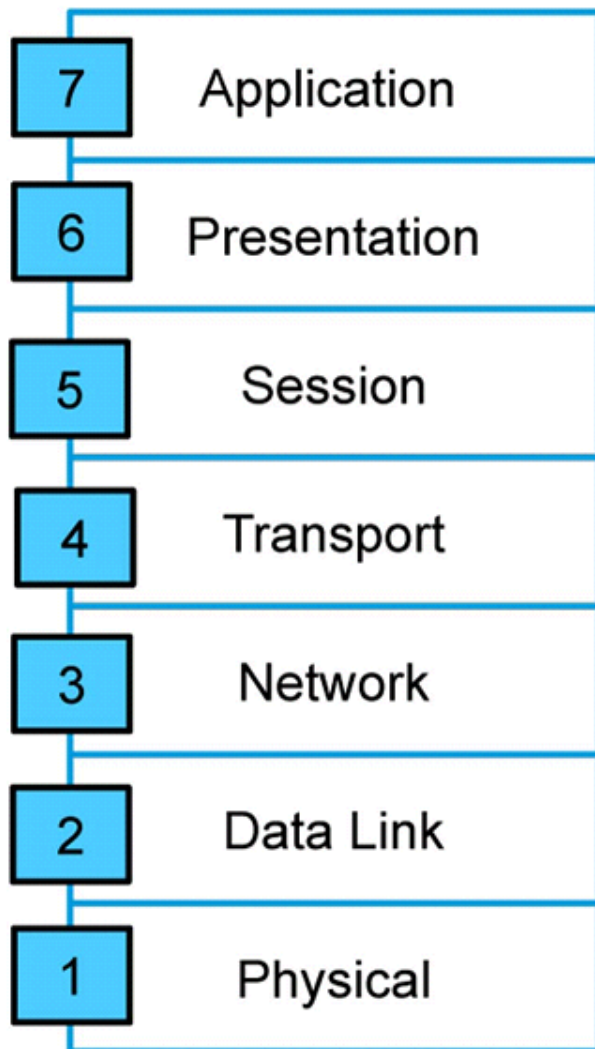 7 Application
6 Presentation
5 Session
4 Transport
3 Network
2 Data Link
1 Physical